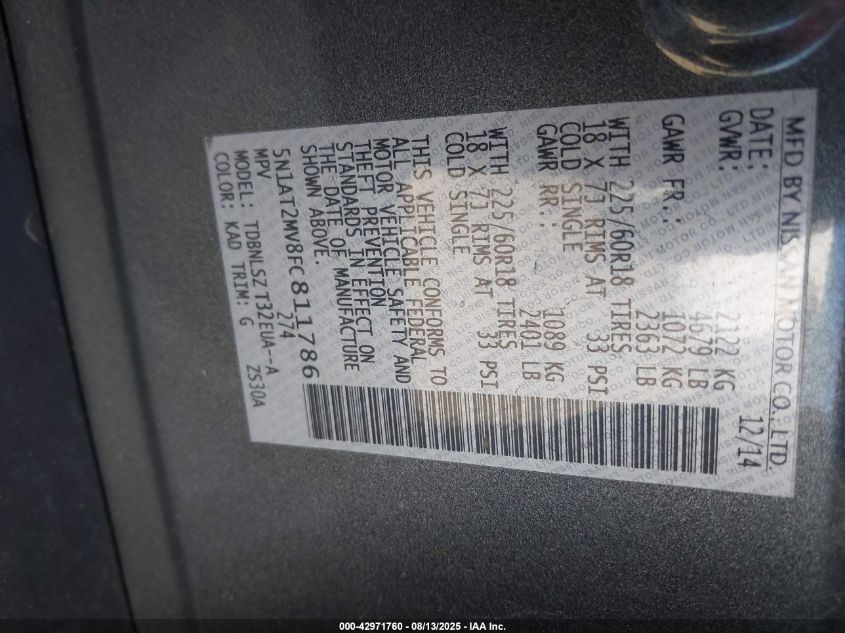 MFD BY NISSAN MOTOR CO., LTD.
DATE: 12/14
GVWR: 2122 KG
4679 LB
GAWR FR.: 1072 KG
2363 LB
WITH 225/60R18 TIRES
18 X 7J RIMS AT 33 PSI
COLD SINGLE
GAWR RR.: 1089 KG
2401 LB
WITH 225/60R18 TIRES
18 X 7J RIMS AT 33 PSI
COLD SINGLE
THIS VEHICLE CONFORMS TO
ALL APPLICABLE FEDERAL
MOTOR VEHICLE SAFETY AND
THEFT PREVENTION
STANDARDS IN EFFECT ON
THE DATE OF MANUFACTURE
SHOWN ABOVE.
5N1AT2MV8FC811786
MPV 274
MODEL: TDBNLSZ T32EUA--A
COLOR: KAD TRIM: G ZS30A
000-42971760 - 08/13/2025 - IAA Inc.